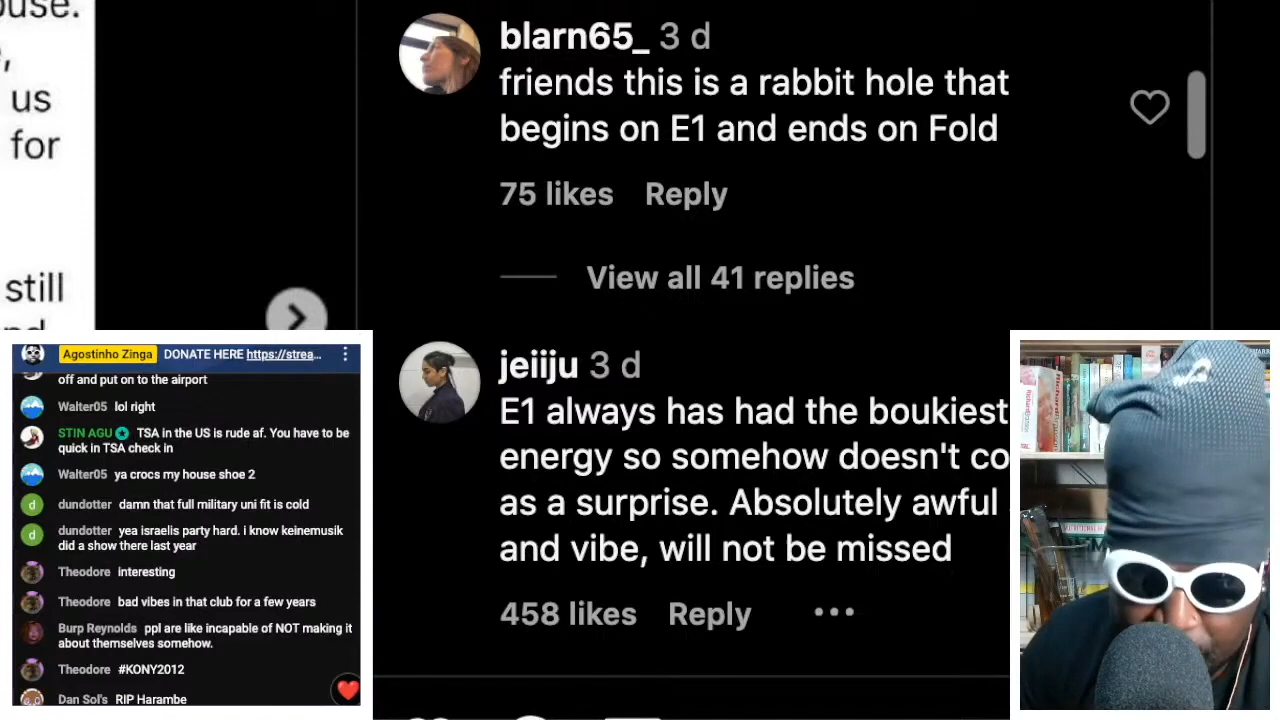 ouse.
us
for
still
blarn65_ 3 d
friends this is a rabbit hole that
begins on E1 and ends on Fold
75 likes Reply
View all 41 replies
jeiiju 3 d
E1 always has had the boukiest
energy so somehow doesn't co
as a surprise. Absolutely awful
and vibe, will not be missed
458 likes Reply
Agostinho Zinga DONATE HERE https://strea...
off and put on to the airport
Walter05 lol right
STIN AGU TSA in the US is rude af. You have to be
quick in TSA check in
Walter05 ya crocs my house shoe 2
dundotter damn that full military uni fit is cold
dundotter yea israelis party hard. i know keinemusik
did a show there last year
Theodore interesting
Theodore bad vibes in that club for a few years
Burp Reynolds ppl are like incapable of NOT making it
about themselves somehow.
Theodore #KONY2012
Dan Sol's RIP Harambe